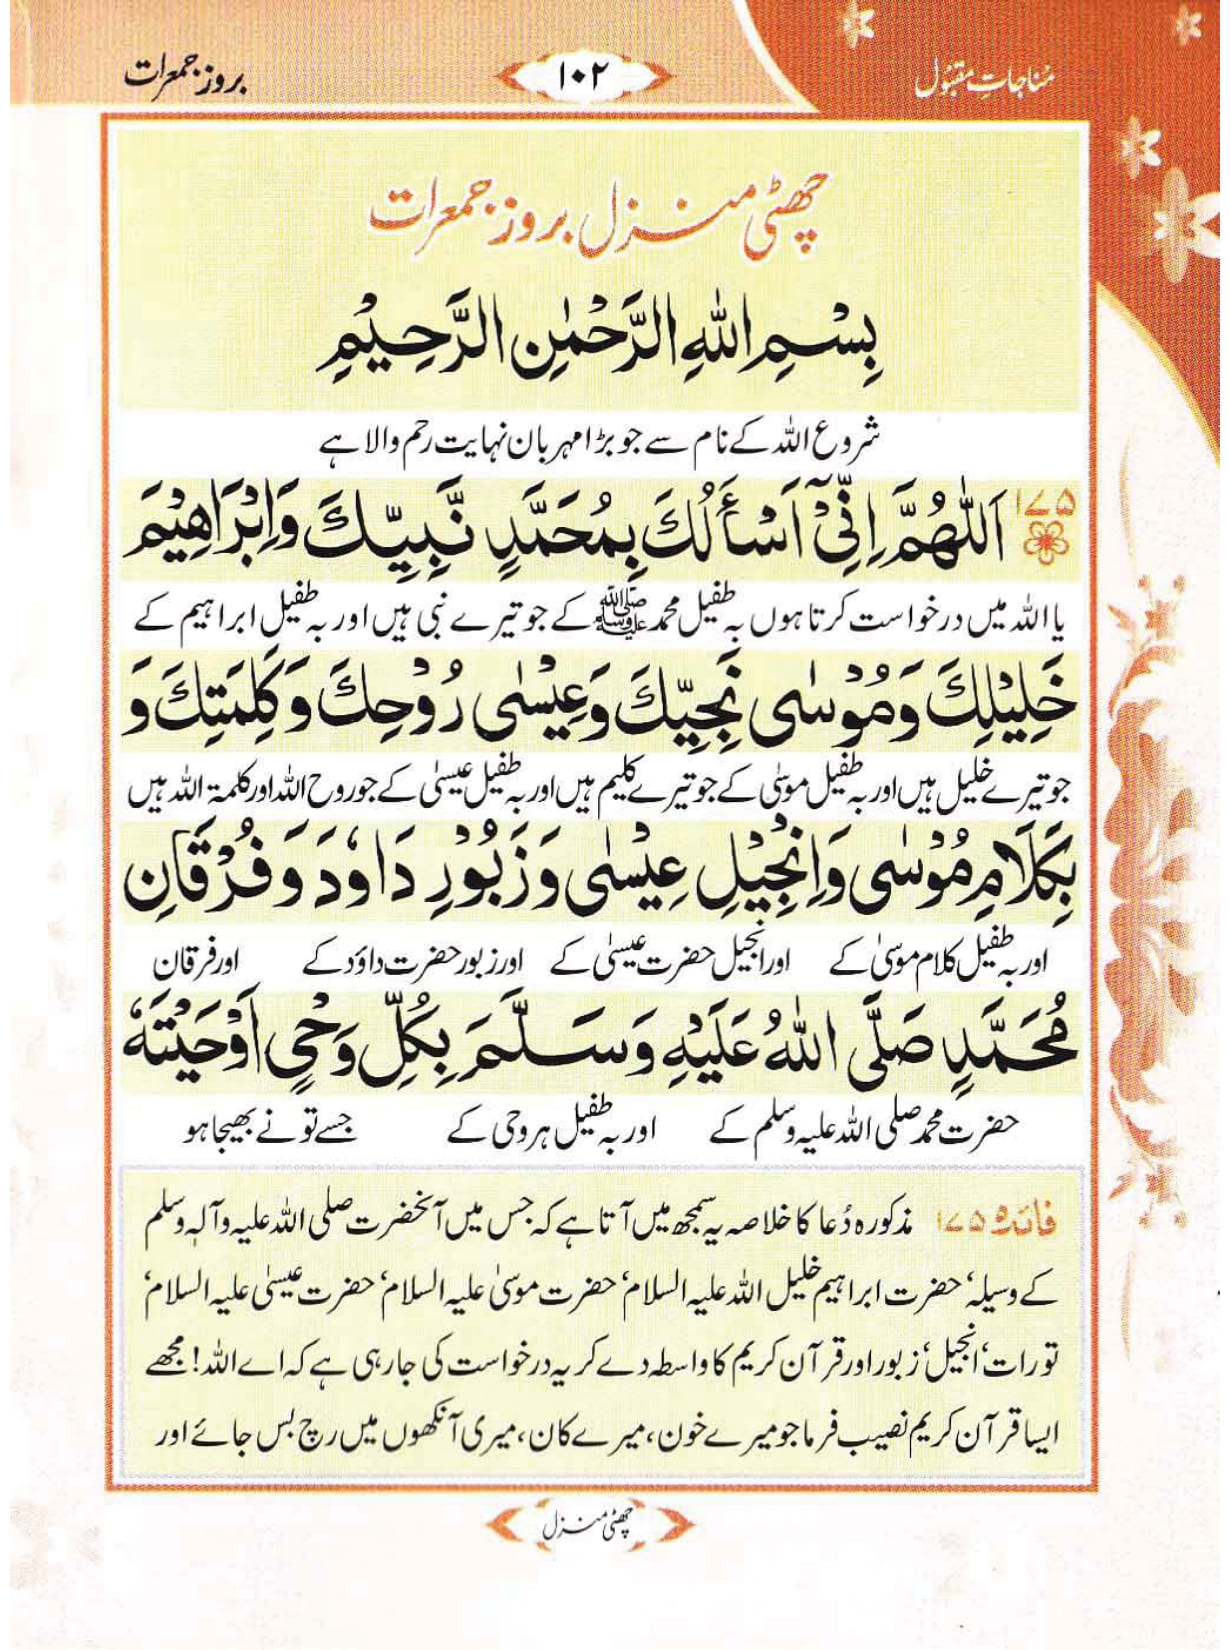 مُناجاتِ مقبُول
۱۰۲
بروز جمعرات
چھٹی منزل بروز جمعرات
بِسْمِ اللهِ الرَّحْمٰنِ الرَّحِيْمِ
شروع اللہ کے نام سے جو بڑا مہربان نہایت رحم والا ہے
۱۷۵ اَللّٰهُمَّ اِنِّيْٓ اَسْأَلُكَ بِمُحَمَّدٍ نَّبِيِّكَ وَاِبْرَاهِيْمَ
یا اللہ میں درخواست کرتا ہوں بہ طفیل محمد ﷺ کے جو تیرے نبی ہیں اور بہ طفیل ابراہیم کے
خَلِيْلِكَ وَمُوْسٰى نَجِيِّكَ وَعِيْسٰى رُوْحِكَ وَكَلِمَتِكَ وَ
جو تیرے خلیل ہیں اور بہ طفیل موسیٰ کے جو تیرے کلیم ہیں اور بہ طفیل عیسیٰ کے جو روح اللہ اور کلمۃ اللہ ہیں
بِكَلَامِ مُوْسٰى وَاِنْجِيْلِ عِيْسٰى وَزَبُوْرِ دَاوٗدَ وَفُرْقَانِ
اور بہ طفیل کلام موسیٰ کے اور انجیل حضرت عیسیٰ کے اور زبور حضرت داؤد کے اور فرقان
مُحَمَّدٍ صَلَّى اللهُ عَلَيْهِ وَسَلَّمَ بِكُلِّ وَحْيٍ اَوْحَيْتَهٗ
حضرت محمد صلی اللہ علیہ وسلم کے اور بہ طفیل ہر وحی کے جسے تو نے بھیجا ہو
فائدہ ۱۷۵ مذکورہ دُعا کا خلاصہ یہ سمجھ میں آتا ہے کہ جس میں آنحضرت صلی اللہ علیہ وآلہٖ وسلم
کے وسیلہ‘ حضرت ابراہیم خلیل اللہ علیہ السلام‘ حضرت موسیٰ علیہ السلام‘ حضرت عیسیٰ علیہ السلام‘
تورات‘ انجیل‘ زبور اور قرآن کریم کا واسطہ دے کر یہ درخواست کی جارہی ہے کہ اے اللہ! مجھے
ایسا قرآن کریم نصیب فرما جو میرے خون، میرے کان، میری آنکھوں میں رچ بس جائے اور
چھٹی منزل